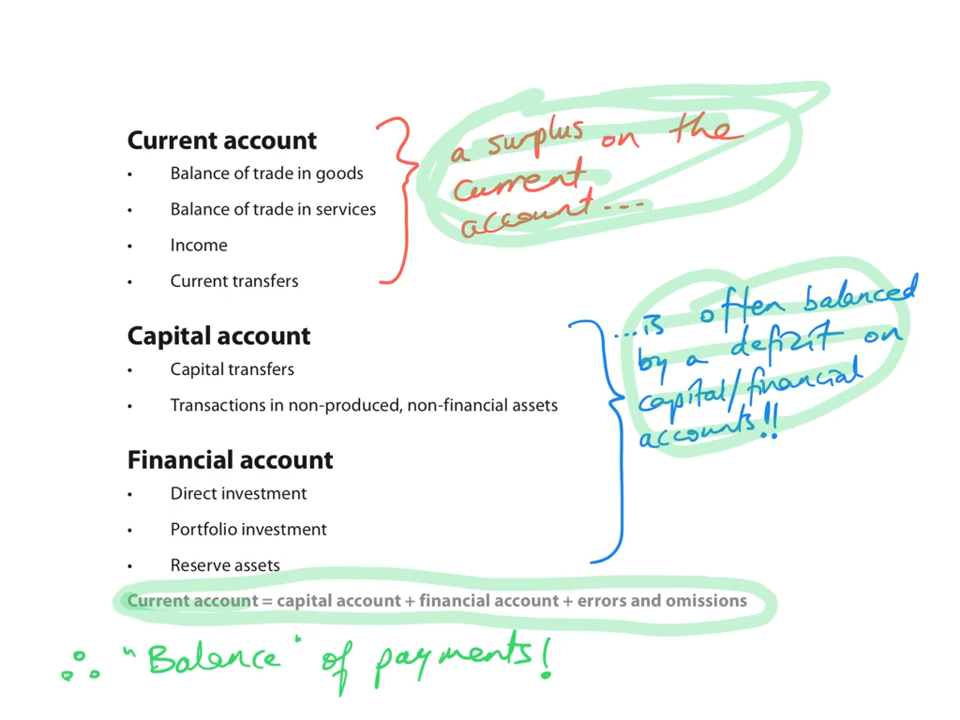 Current account
• Balance of trade in goods
• Balance of trade in services
• Income
• Current transfers
a surplus on the
current
account...
Capital account
• Capital transfers
• Transactions in non-produced, non-financial assets
Financial account
• Direct investment
• Portfolio investment
• Reserve assets
...is often balanced
by a deficit on
capital/financial
accounts!!
Current account = capital account + financial account + errors and omissions
∴ "Balance" of payments!